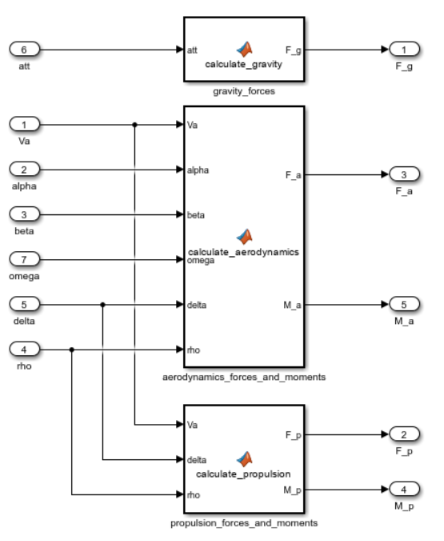 6
att
att
calculate_gravity
F_g
gravity_forces
1
F_g
1
Va
2
alpha
3
beta
7
omega
5
delta
4
rho
Va
alpha
beta
calculate_aerodynamics
omega
delta
rho
F_a
M_a
aerodynamics_forces_and_moments
3
F_a
5
M_a
Va
delta
calculate_propulsion
rho
F_p
M_p
propulsion_forces_and_moments
2
F_p
4
M_p